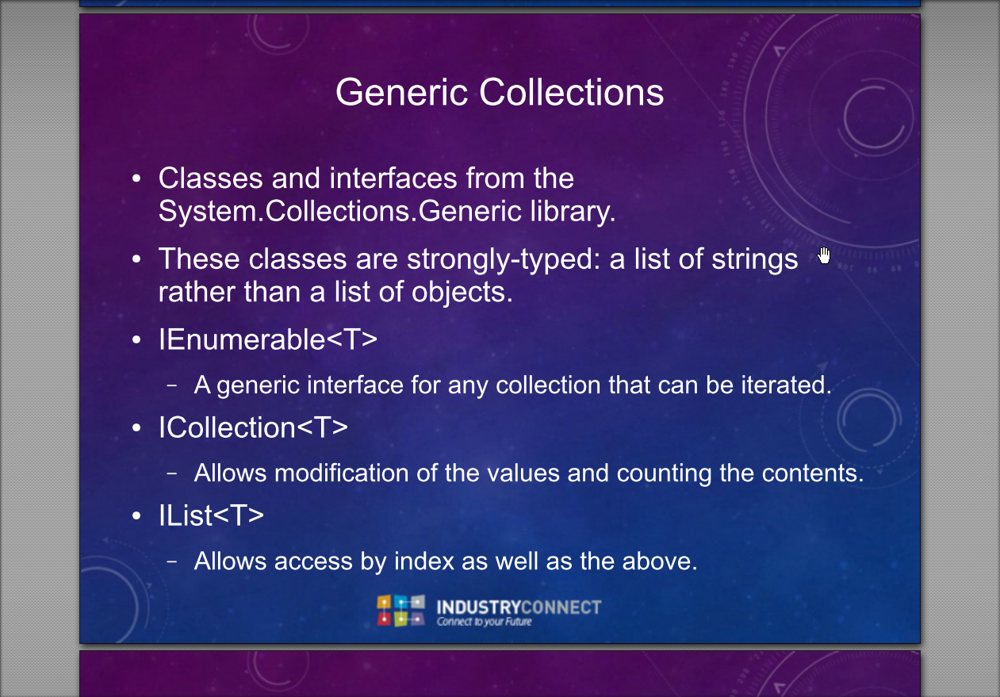 Generic Collections
• Classes and interfaces from the
System.Collections.Generic library.
• These classes are strongly-typed: a list of strings
rather than a list of objects.
• IEnumerable<T>
– A generic interface for any collection that can be iterated.
• ICollection<T>
– Allows modification of the values and counting the contents.
• IList<T>
– Allows access by index as well as the above.
INDUSTRYCONNECT
Connect to your Future